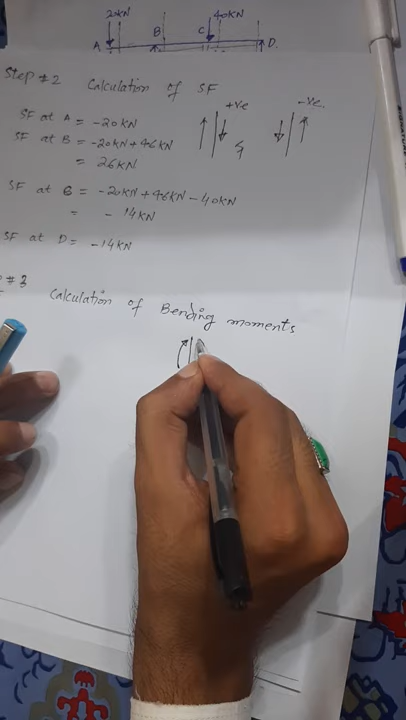 20kN 40kN
A B C D.
Step #2 Calculation of SF
+ve -ve.
SF at A = -20KN
SF at B = -20KN+46KN
= 26KN
SF at C = -20KN+46KN-40KN
= -14KN
SF at D = -14KN
#3 Calculation of Bending moments